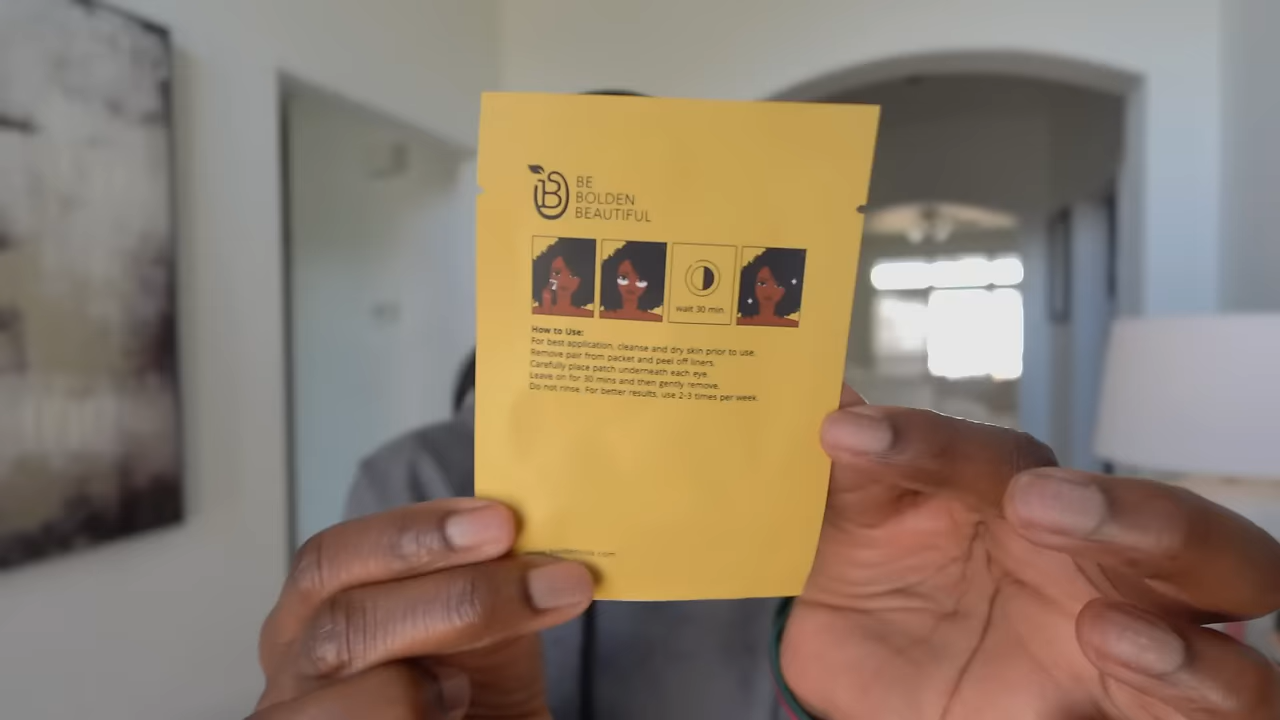 BE
BOLDEN
BEAUTIFUL
wait 30 min.
How to Use:
For best application, cleanse and dry skin prior to use.
Remove pair from packet and peel off liners.
Carefully place patch underneath each eye.
Leave on for 30 mins and then gently remove.
Do not rinse. For better results, use 2-3 times per week.